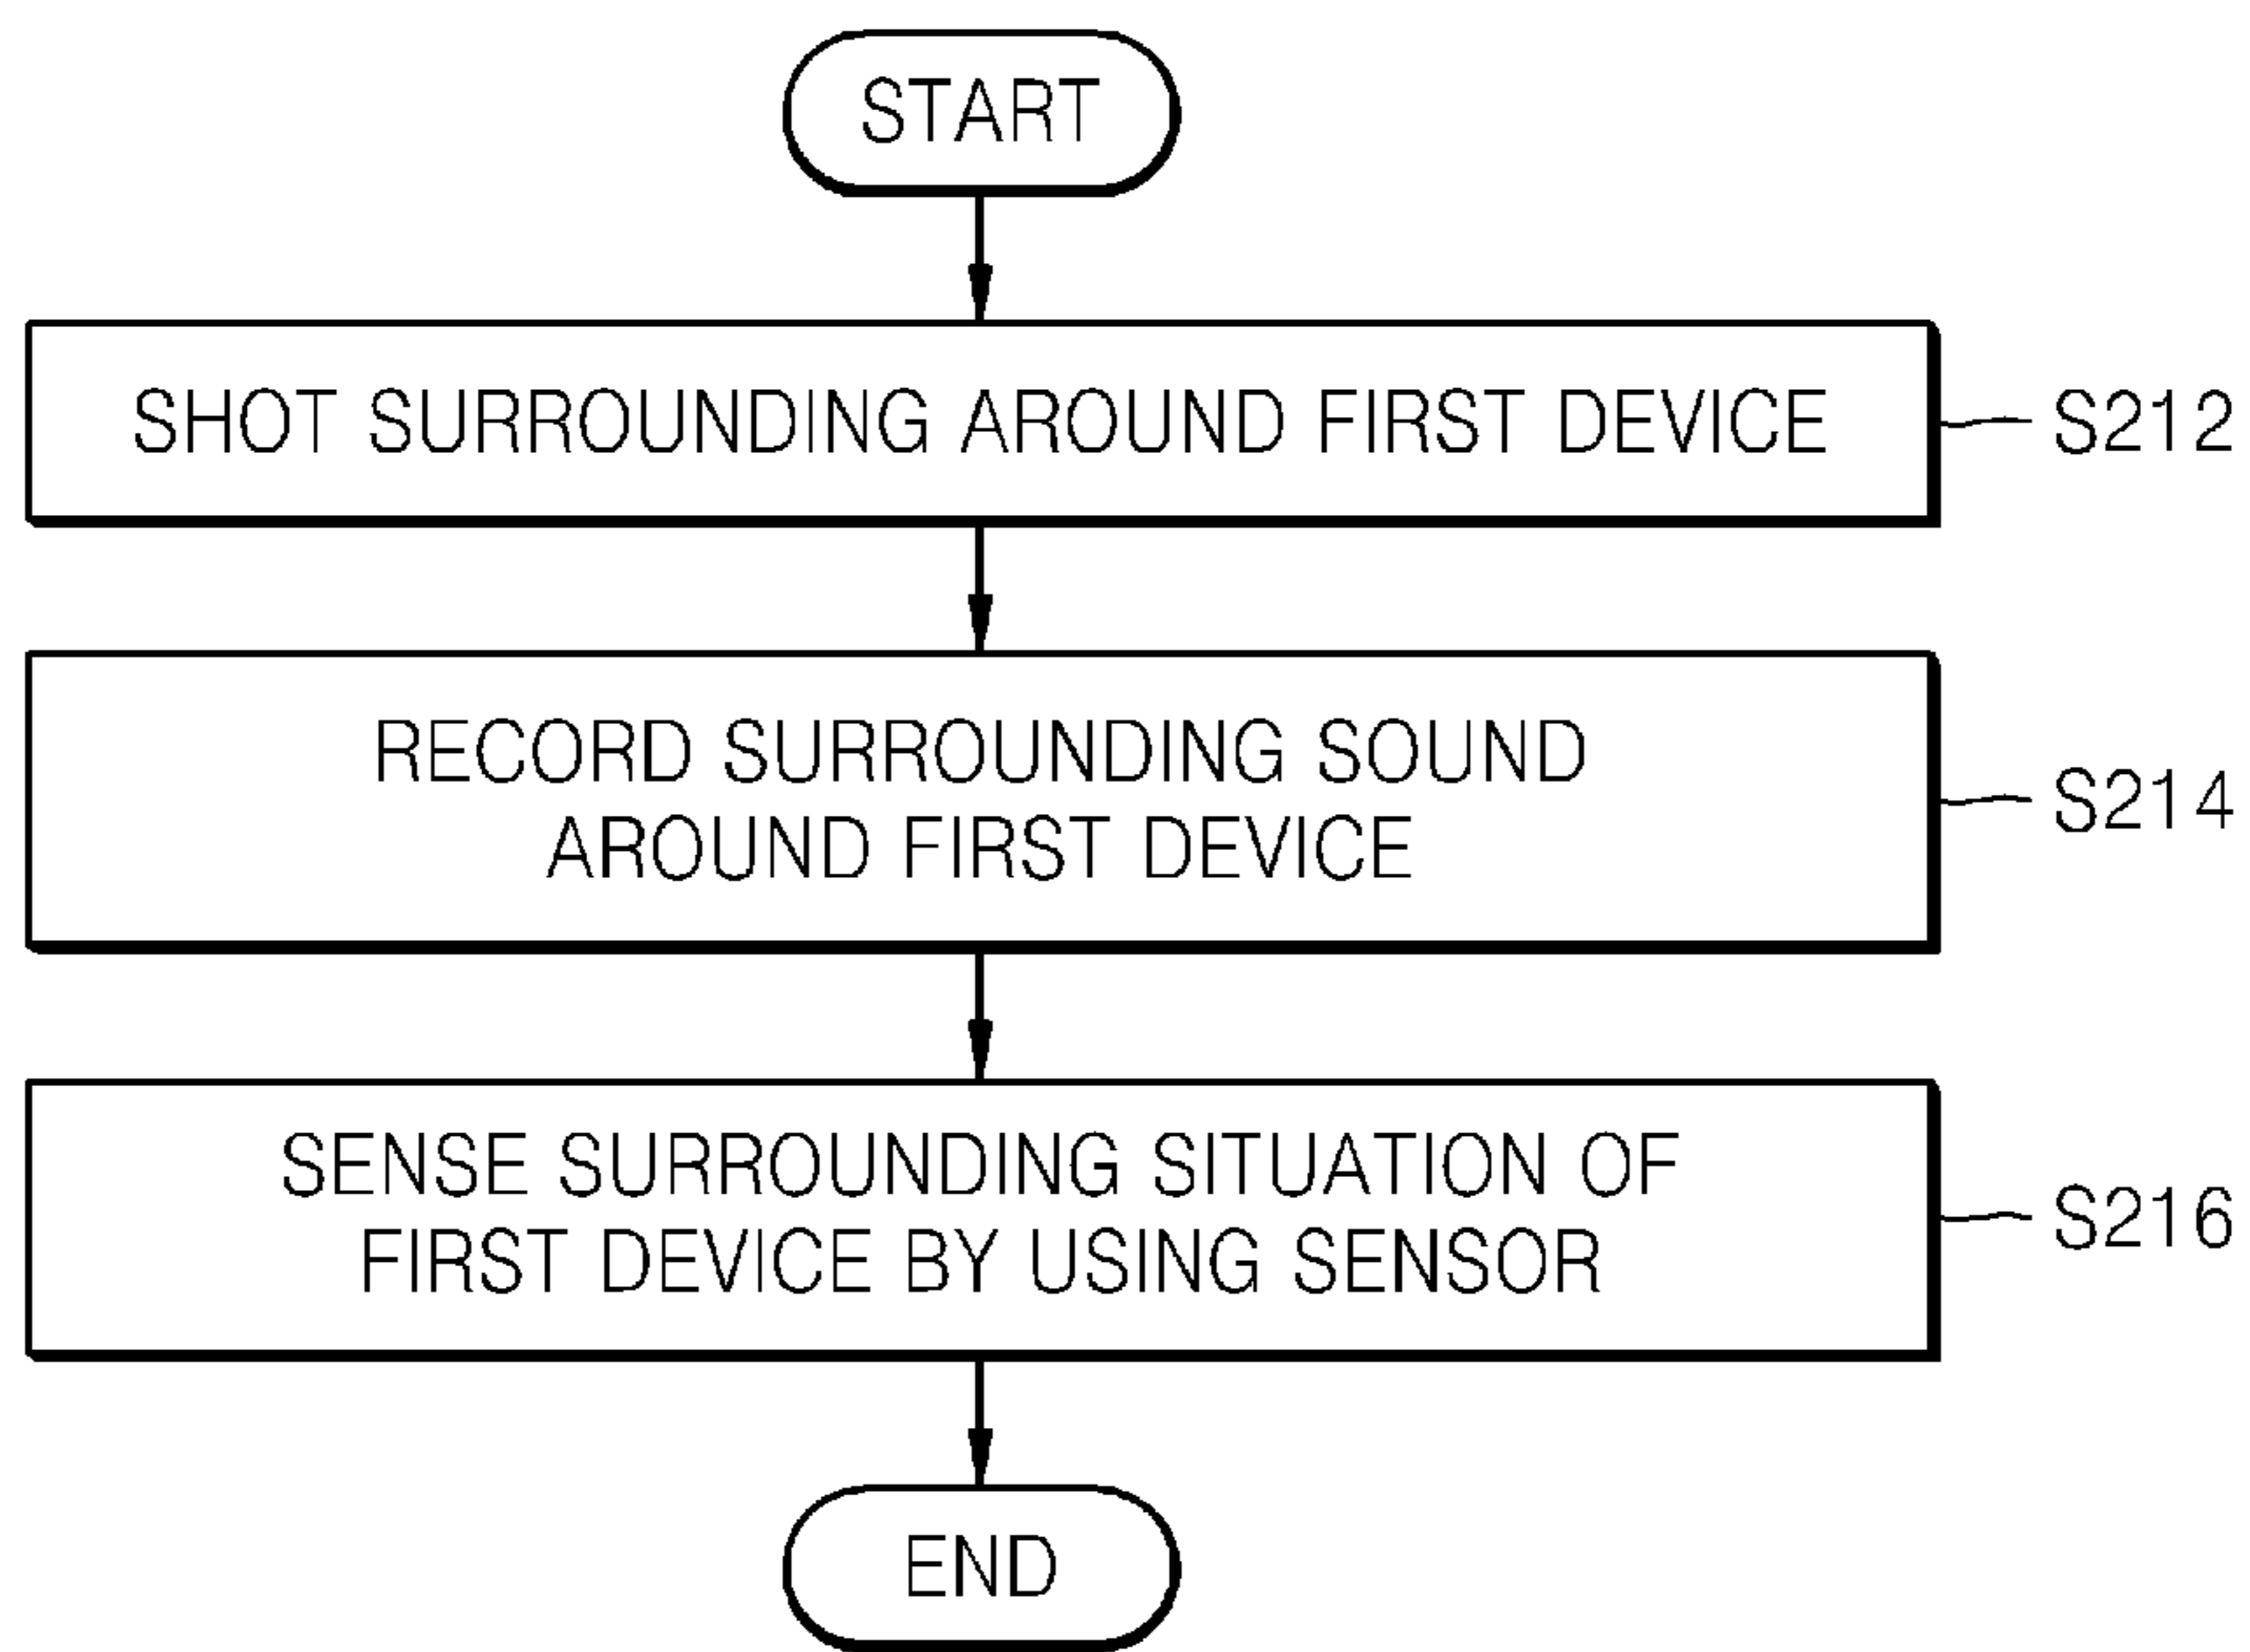 START
SHOT SURROUNDING AROUND FIRST DEVICE
S212
RECORD SURROUNDING SOUND
AROUND FIRST DEVICE
S214
SENSE SURROUNDING SITUATION OF
FIRST DEVICE BY USING SENSOR
S216
END